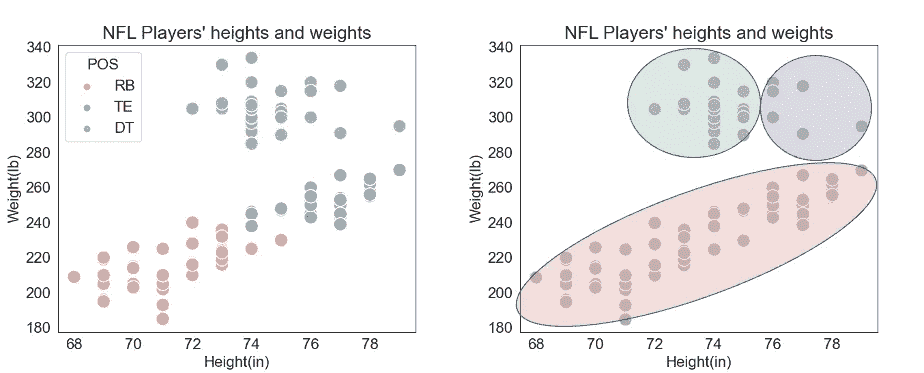 NFL Players' heights and weights
POS
RB
TE
DT
340
320
300
280
260
240
220
200
180
Weight(lb)
68 70 72 74 76 78
Height(in)
NFL Players' heights and weights
340
320
300
280
260
240
220
200
180
Weight(lb)
68 70 72 74 76 78
Height(in)